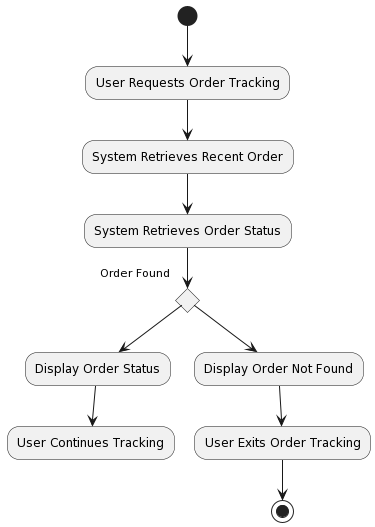 User Requests Order Tracking
System Retrieves Recent Order
System Retrieves Order Status
Order Found
Display Order Status
Display Order Not Found
User Continues Tracking
User Exits Order Tracking